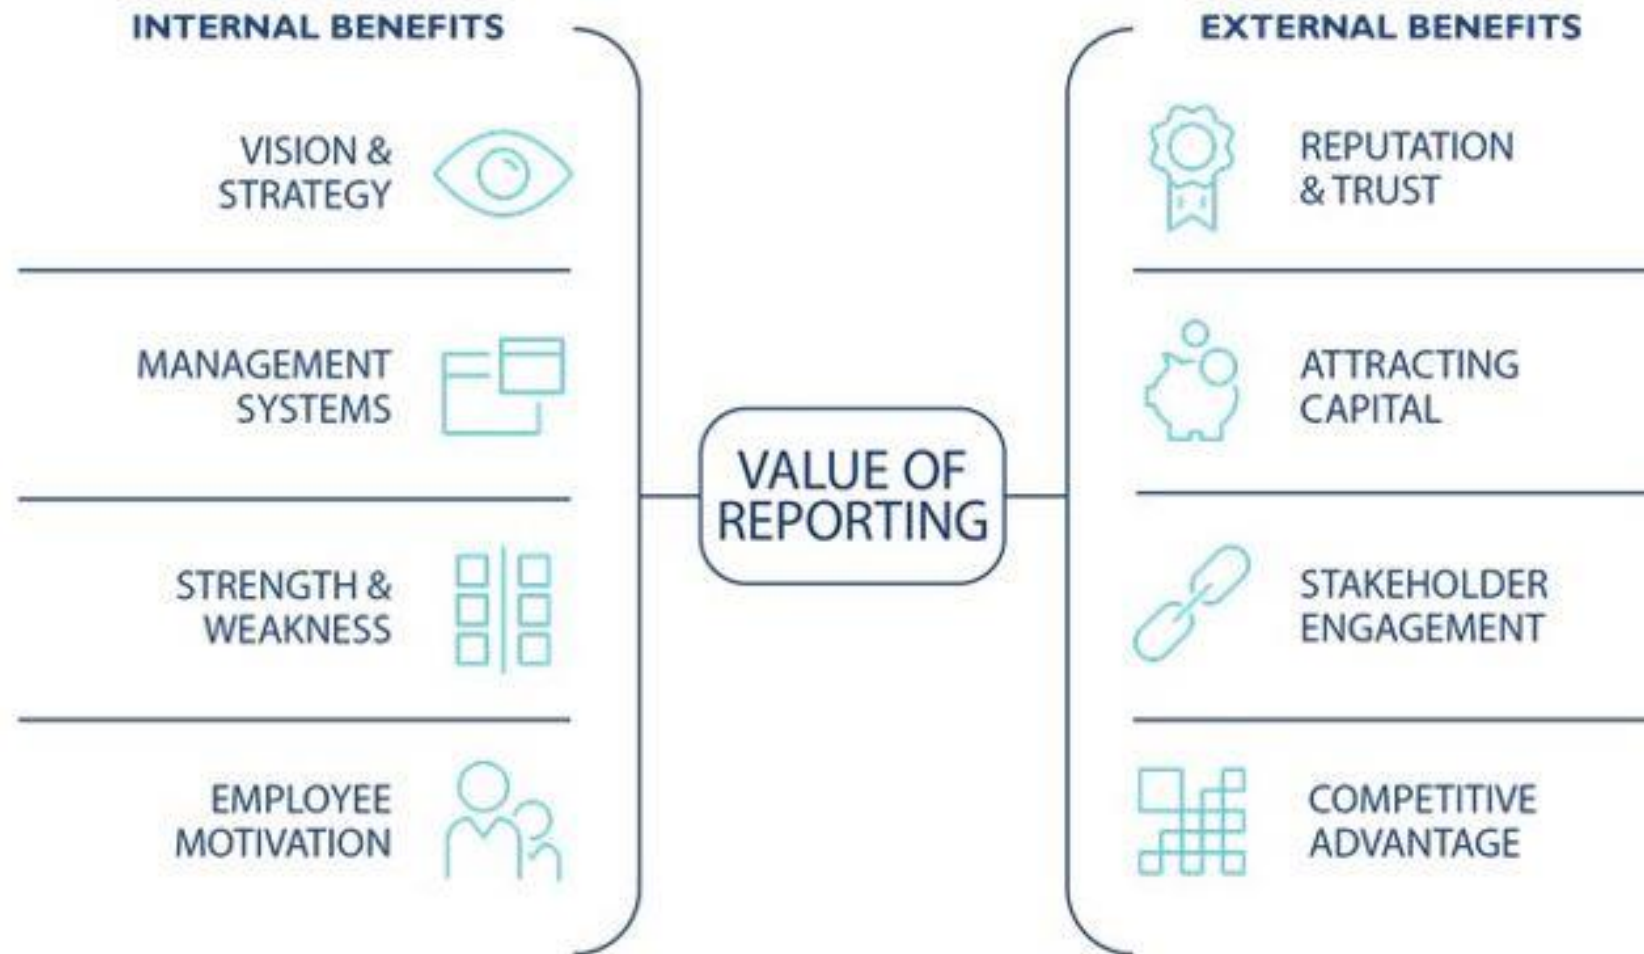 INTERNAL BENEFITS
VISION &
STRATEGY
MANAGEMENT
SYSTEMS
STRENGTH &
WEAKNESS
EMPLOYEE
MOTIVATION
VALUE OF
REPORTING
EXTERNAL BENEFITS
REPUTATION
& TRUST
ATTRACTING
CAPITAL
STAKEHOLDER
ENGAGEMENT
COMPETITIVE
ADVANTAGE